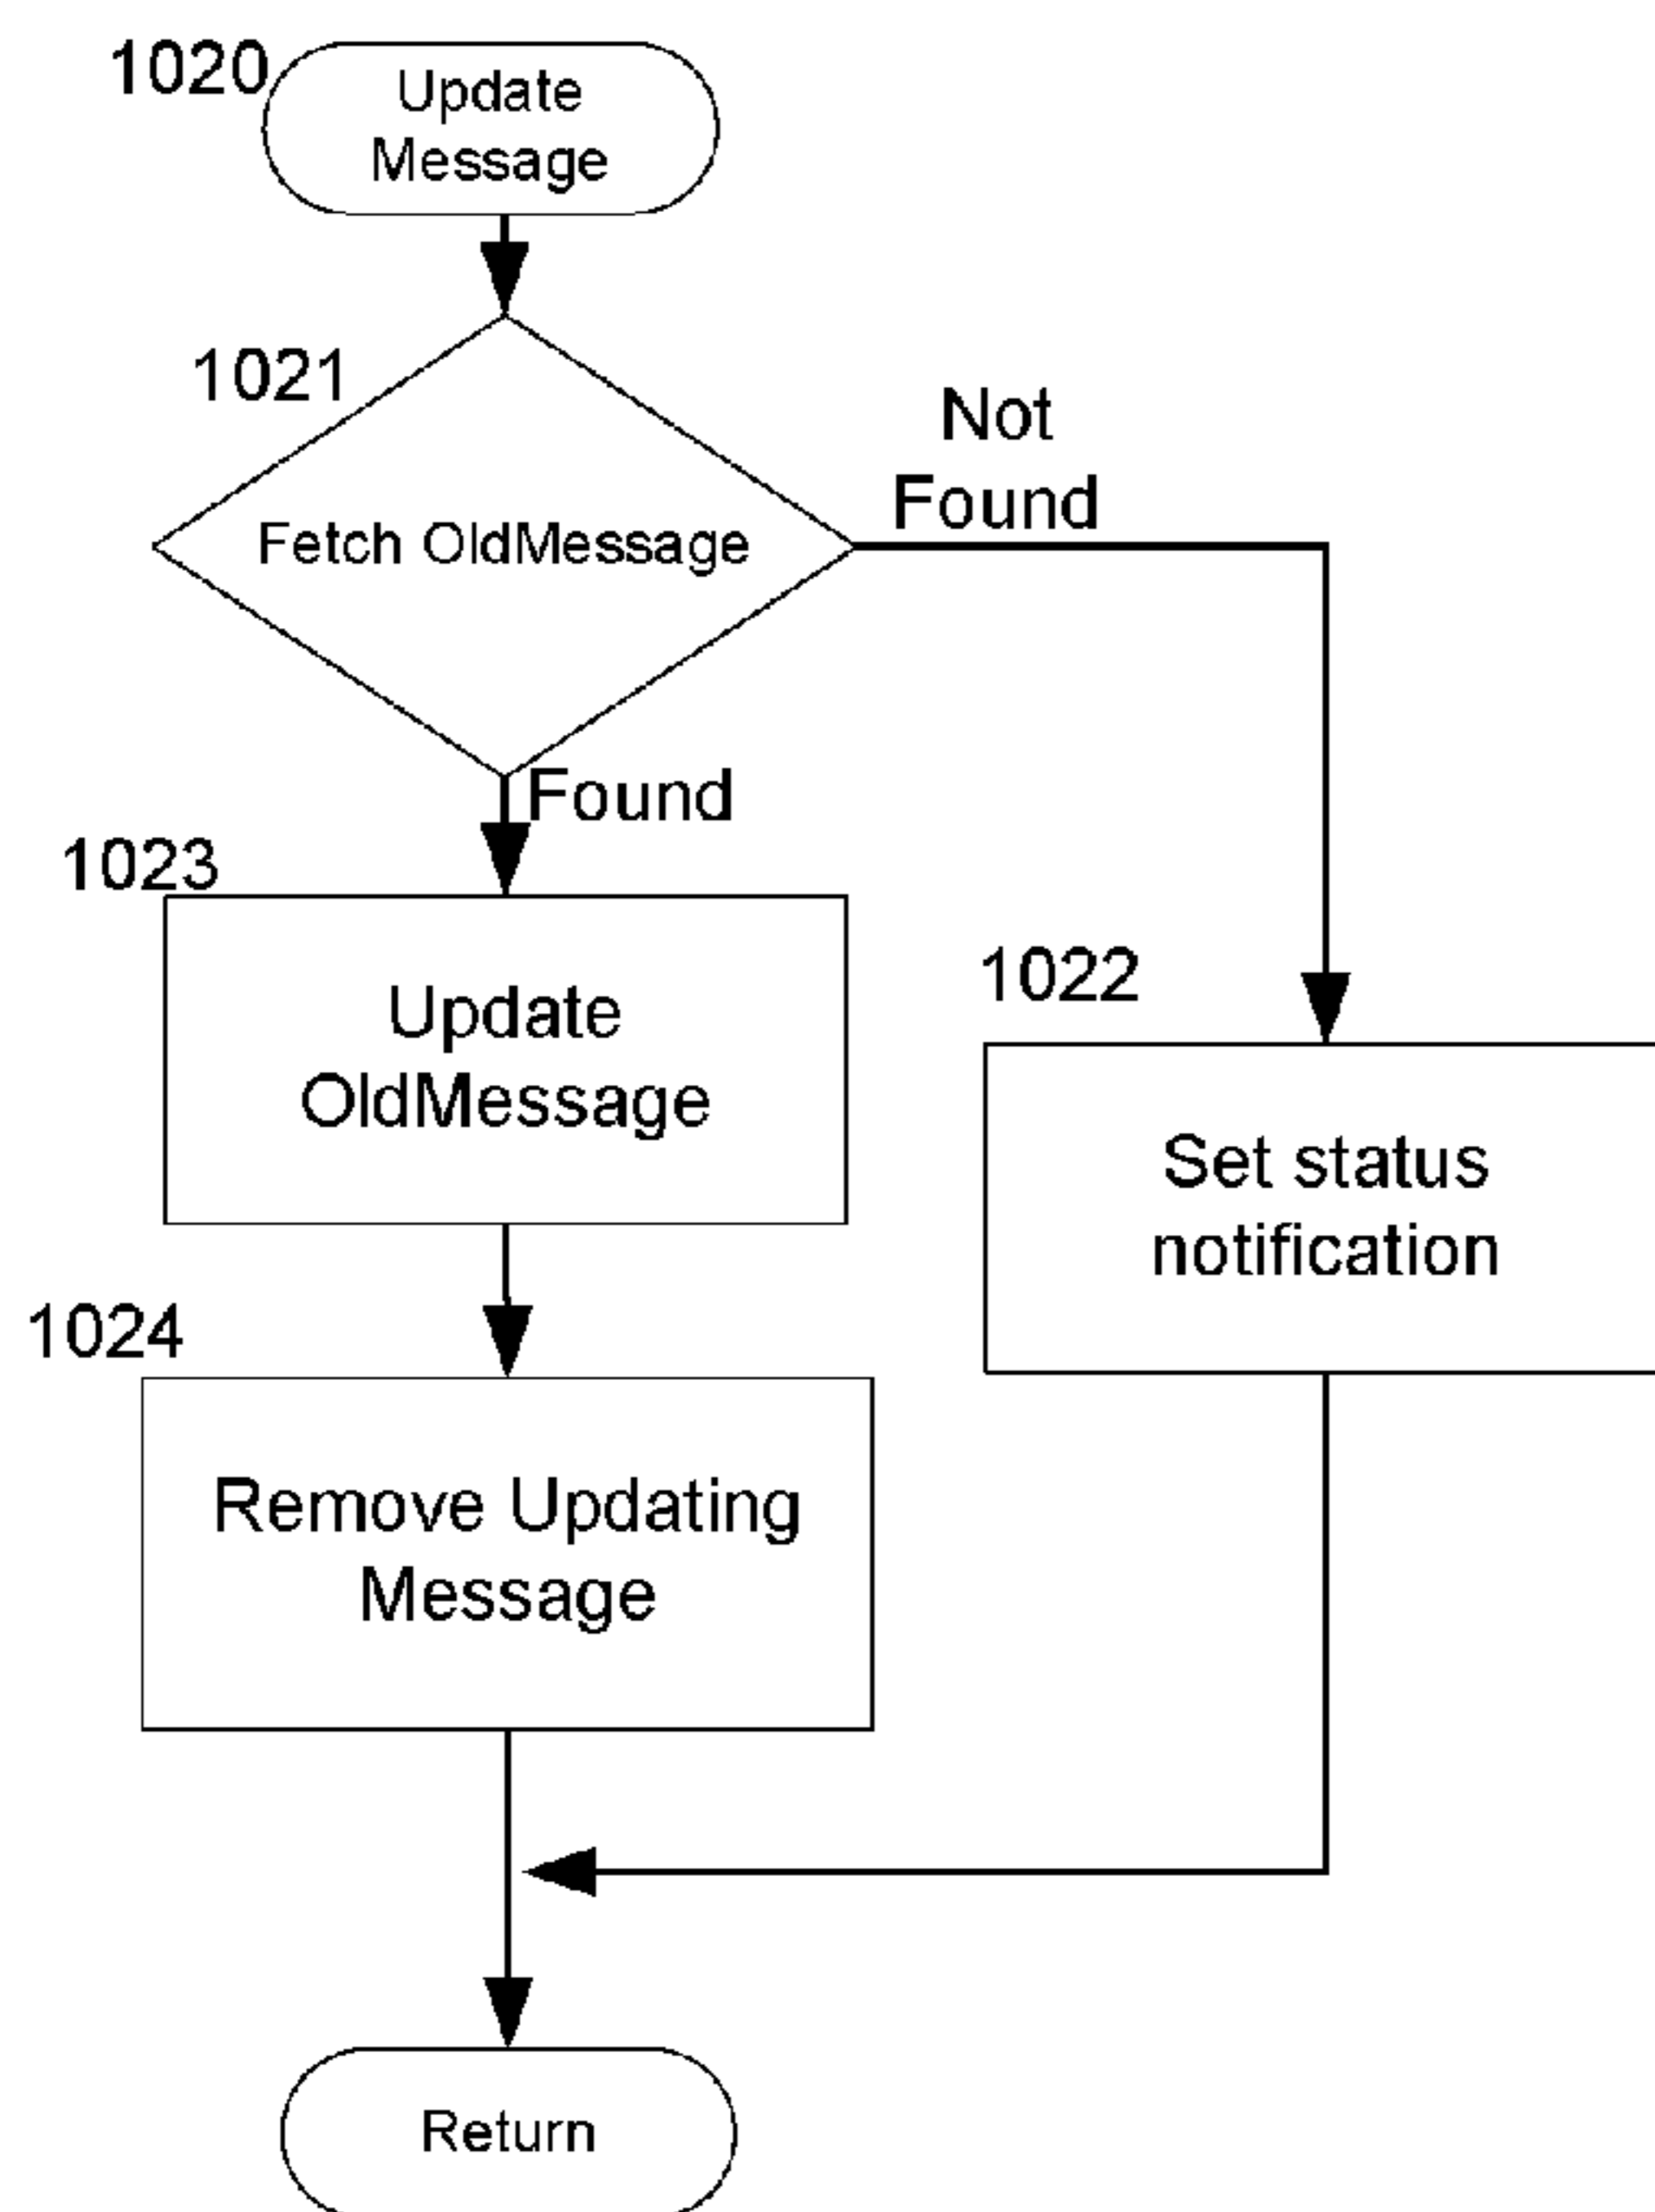 1020
Update
Message
1021
Fetch OldMessage
Not
Found
Found
1023
Update
OldMessage
1022
Set status
notification
1024
Remove Updating
Message
Return